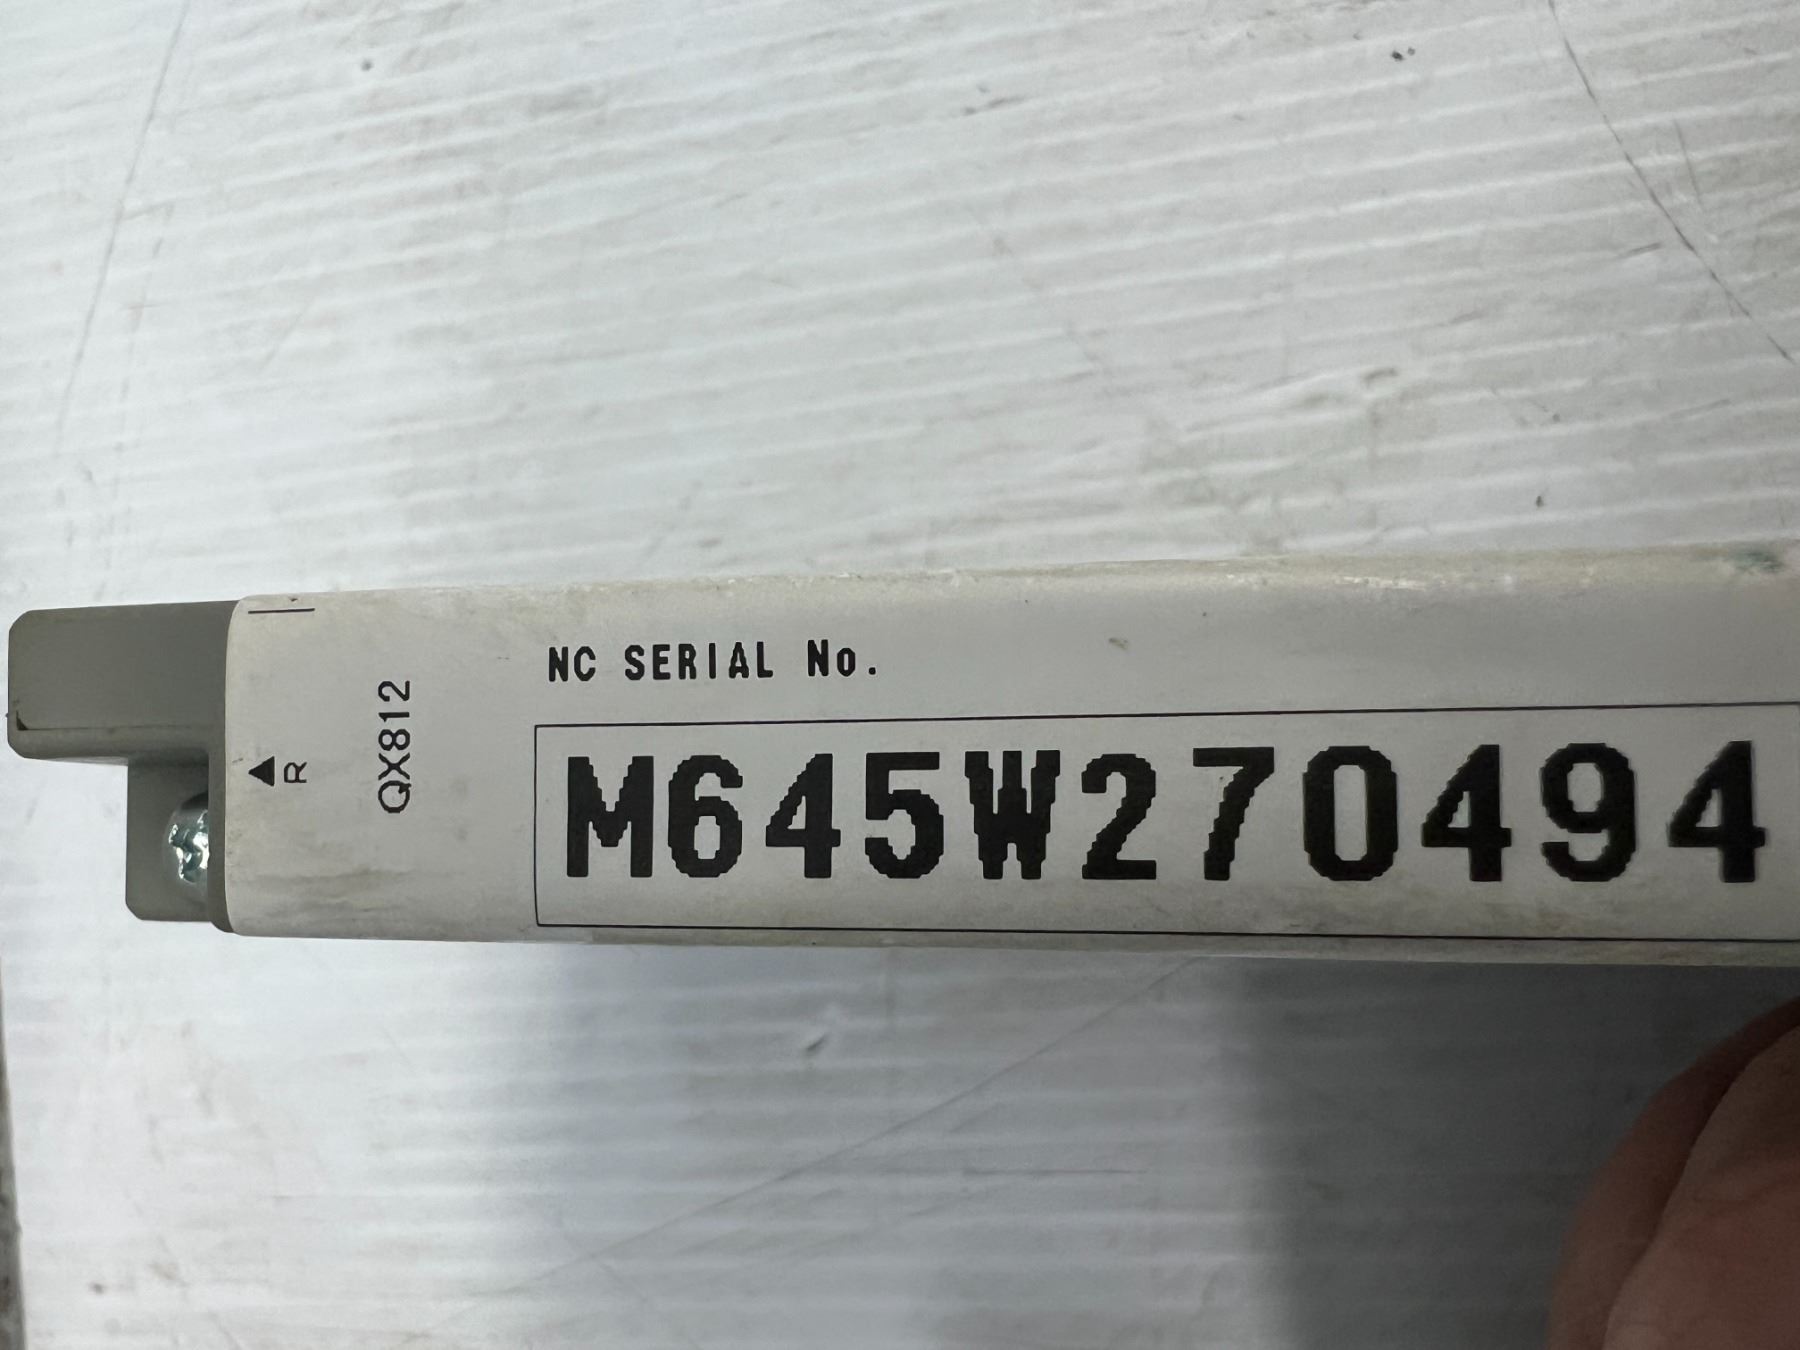 NC SERIAL No.
M645W270494
QX812
▲
R